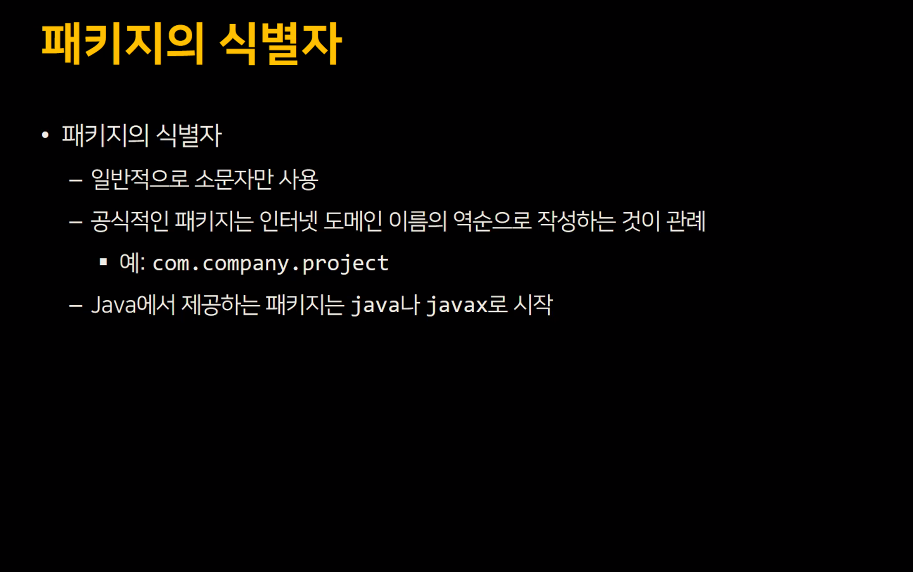 패키지의 식별자
• 패키지의 식별자
– 일반적으로 소문자만 사용
– 공식적인 패키지는 인터넷 도메인 이름의 역순으로 작성하는 것이 관례
▪ 예: com.company.project
– Java에서 제공하는 패키지는 java나 javax로 시작